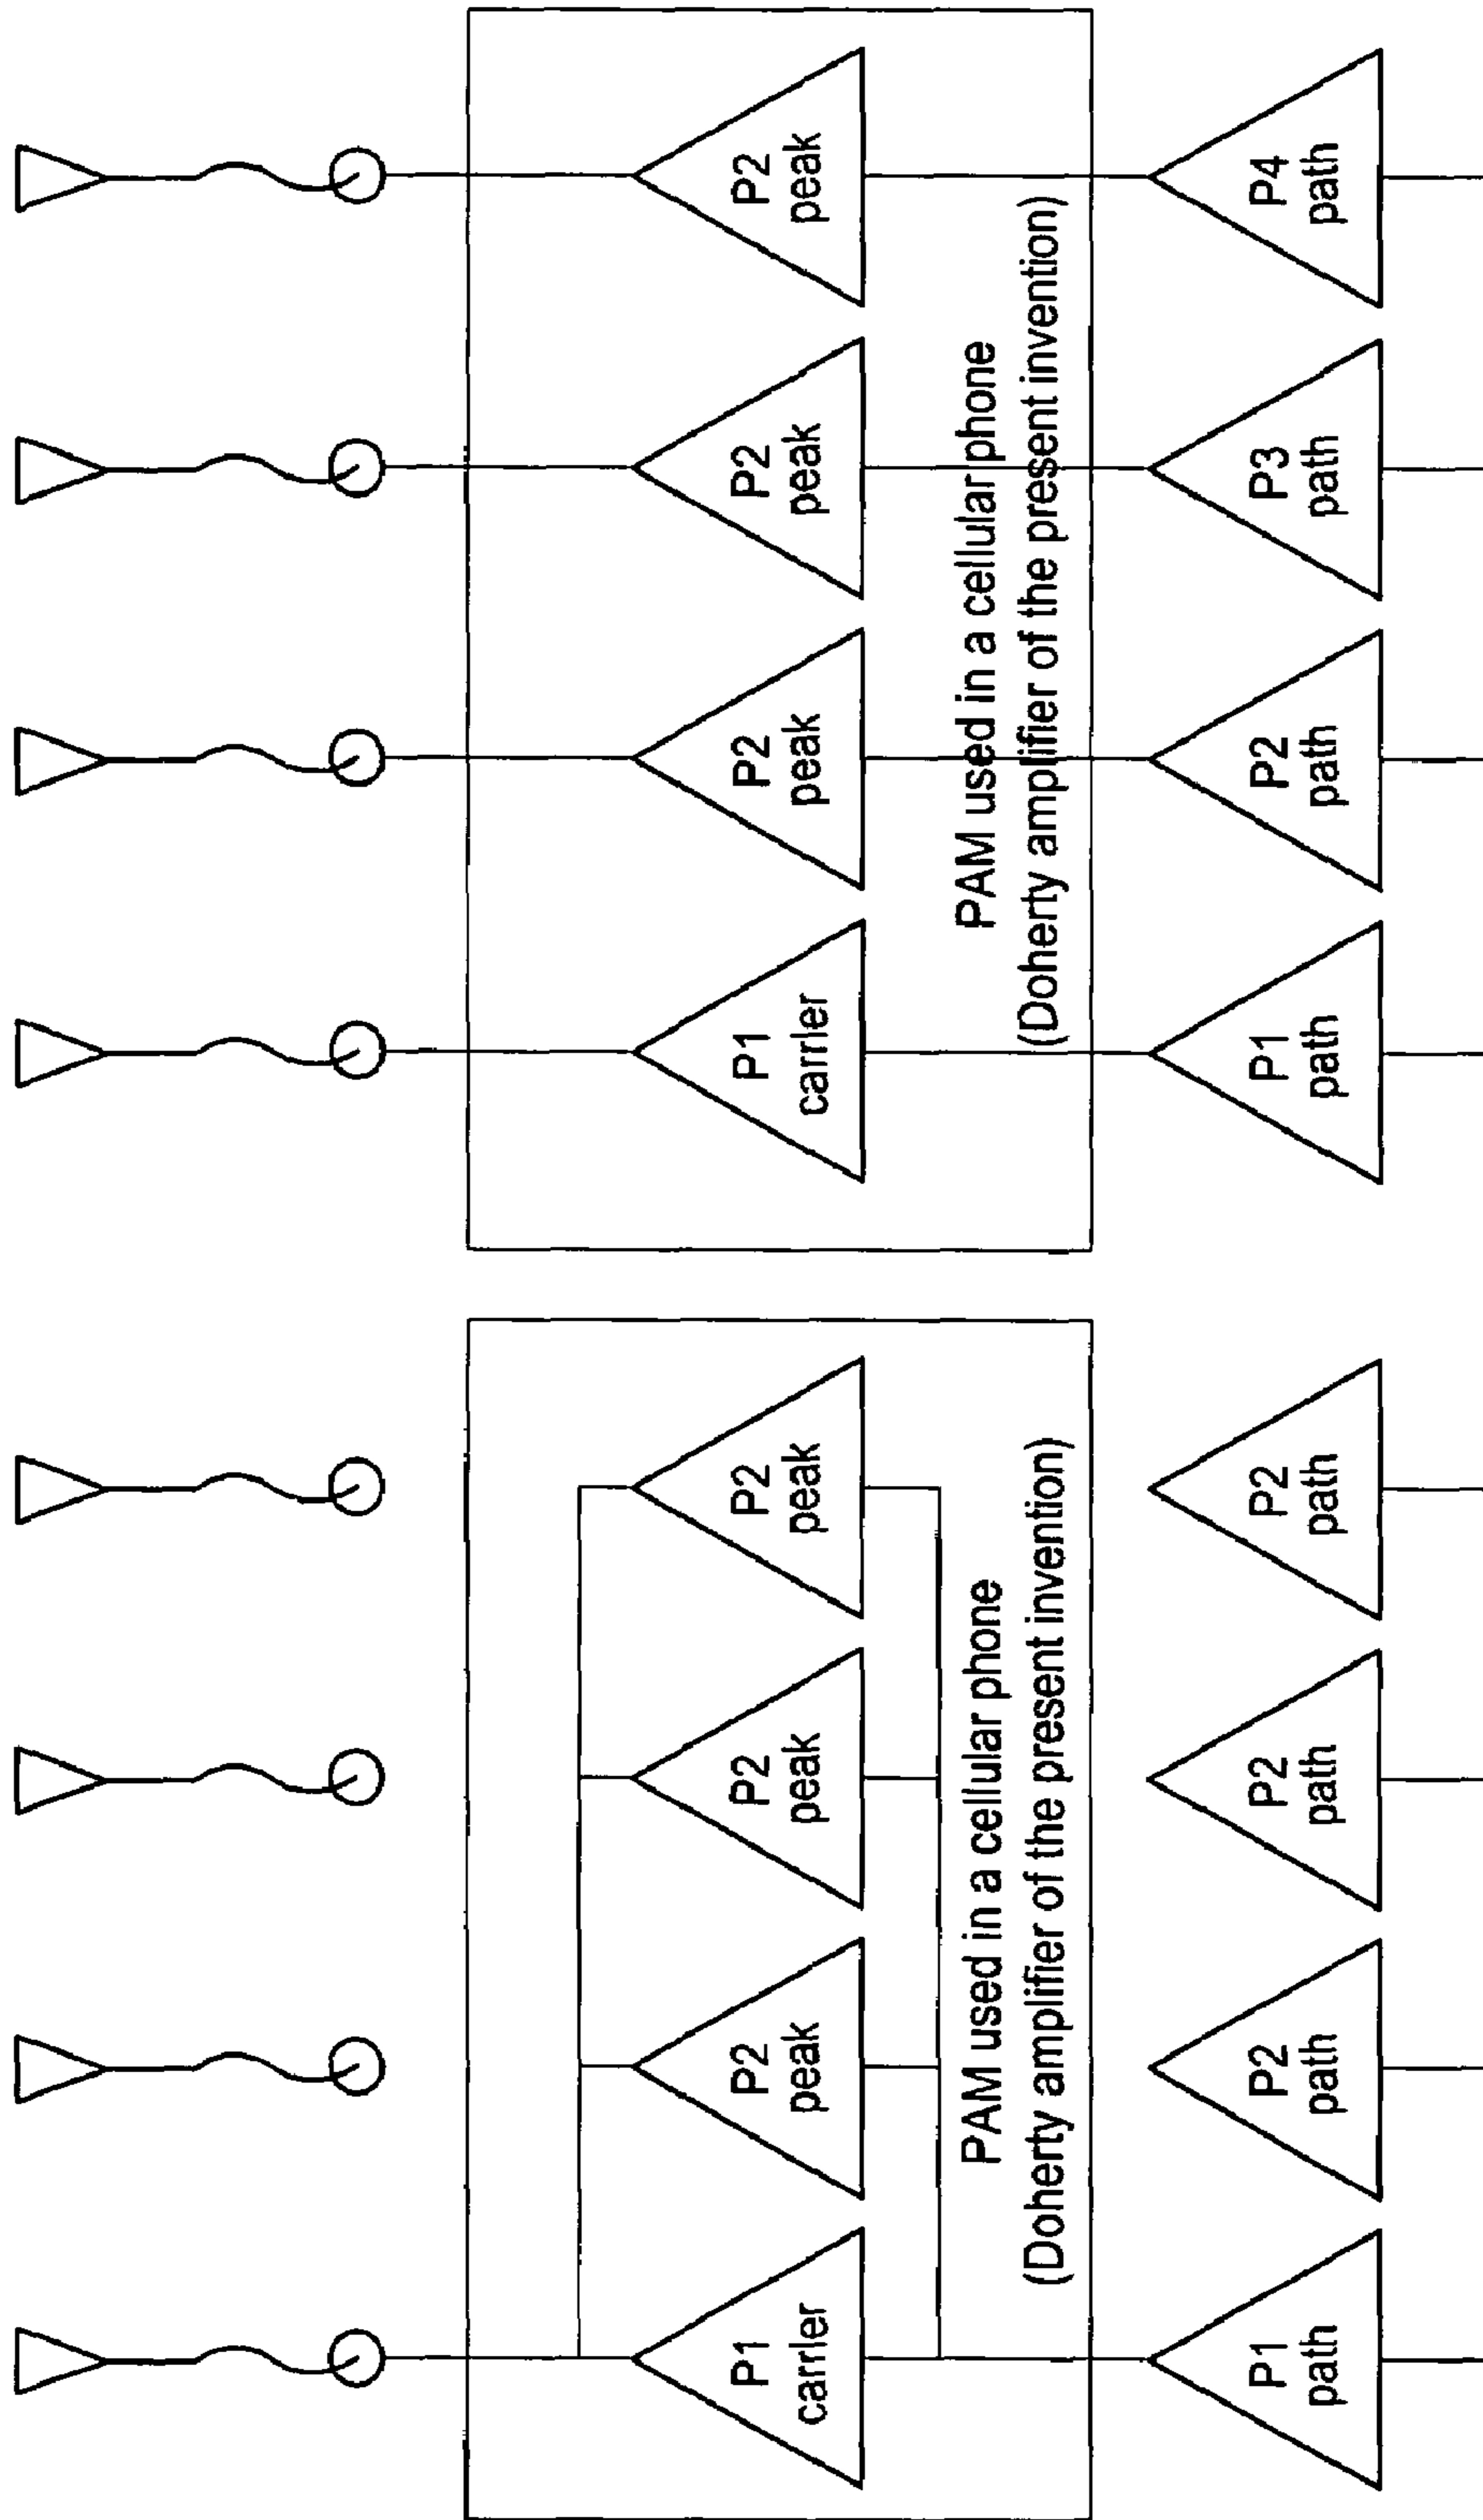 P1
carrier
P2
peak
P2
peak
P2
peak
PAM used in a cellular phone
(Doherty amplifier of the present invention)
P1
path
P2
path
P2
path
P2
path
P1
carrier
P2
peak
P2
peak
P2
peak
PAM used in a cellular phone
(Doherty amplifier of the present invention)
P1
path
P2
path
P3
path
P4
path